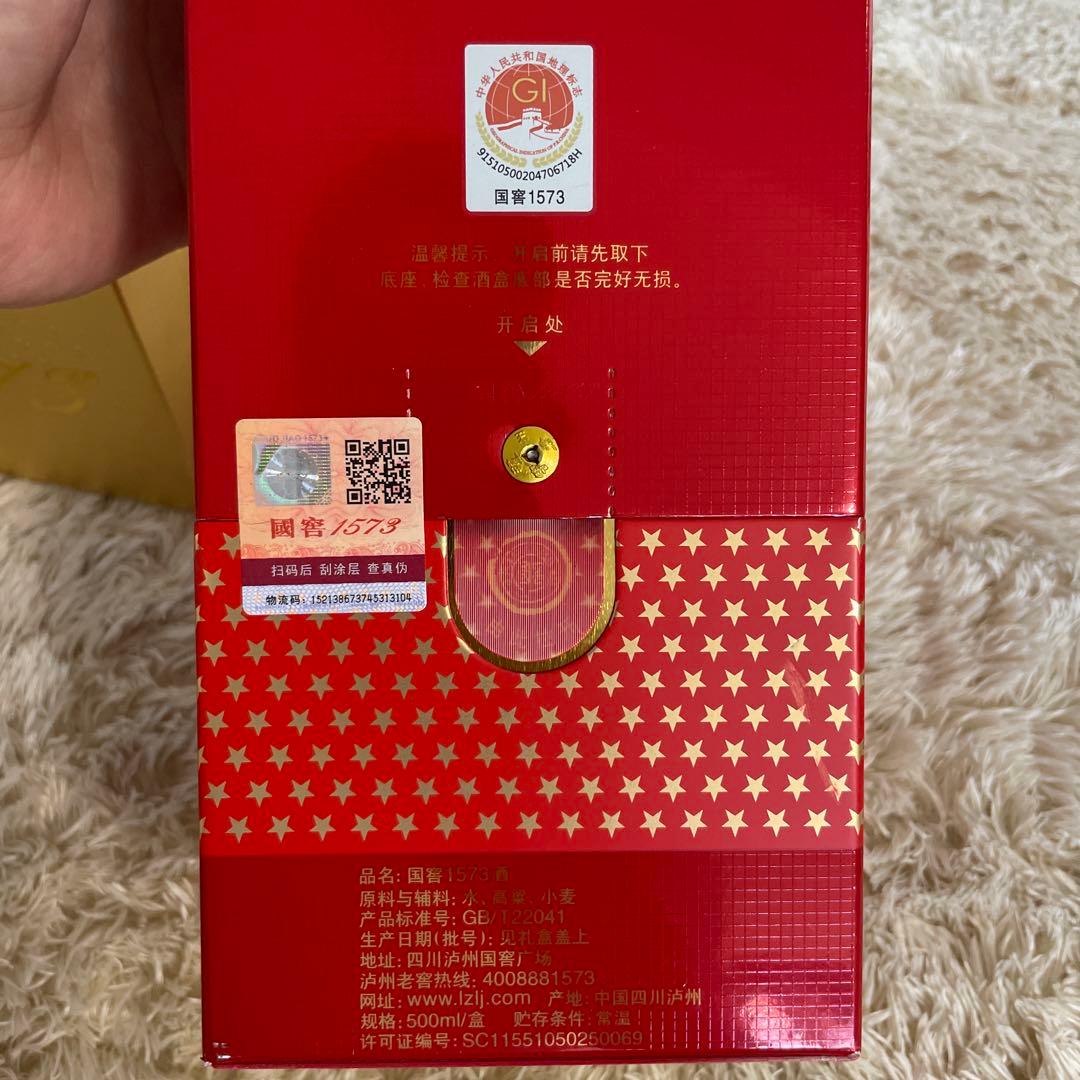 中华人民共和国地理标志
GI
GEOGRAPHICAL INDICATION OF P.R.CHINA
91510500204706718H
国窖1573
温馨提示：开启前请先取下
底座，检查酒盒底部是否完好无损。
开启处
國窖1573
扫码后 刮涂层 查真伪
物流码：152138673745313104
品名：国窖1573酒
原料与辅料：水、高粱、小麦
产品标准号：GB/T22041
生产日期(批号)：见礼盒盖上
地址：四川泸州国窖广场
泸州老窖热线：4008881573
网址：www.lzlj.com 产地：中国四川泸州
规格：500ml/盒 贮存条件：常温
许可证编号：SC11551050250069